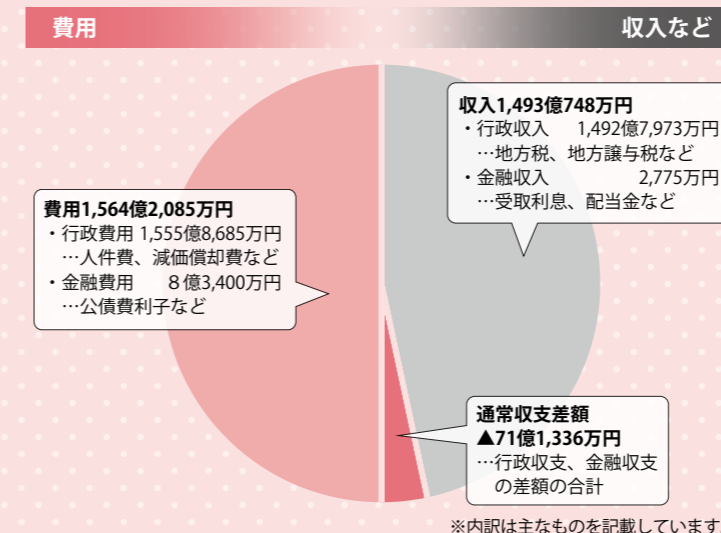 費用
収入など
収入1,493億748万円
・行政収入 1,492億7,973万円
…地方税、地方譲与税など
・金融収入 2,775万円
…受取利息、配当金など
費用1,564億2,085万円
・行政費用 1,555億8,685万円
…人件費、減価償却費など
・金融費用 8億3,400万円
…公債費利子など
通常収支差額
▲71億1,336万円
…行政収支、金融収支
の差額の合計
※内訳は主なものを記載しています